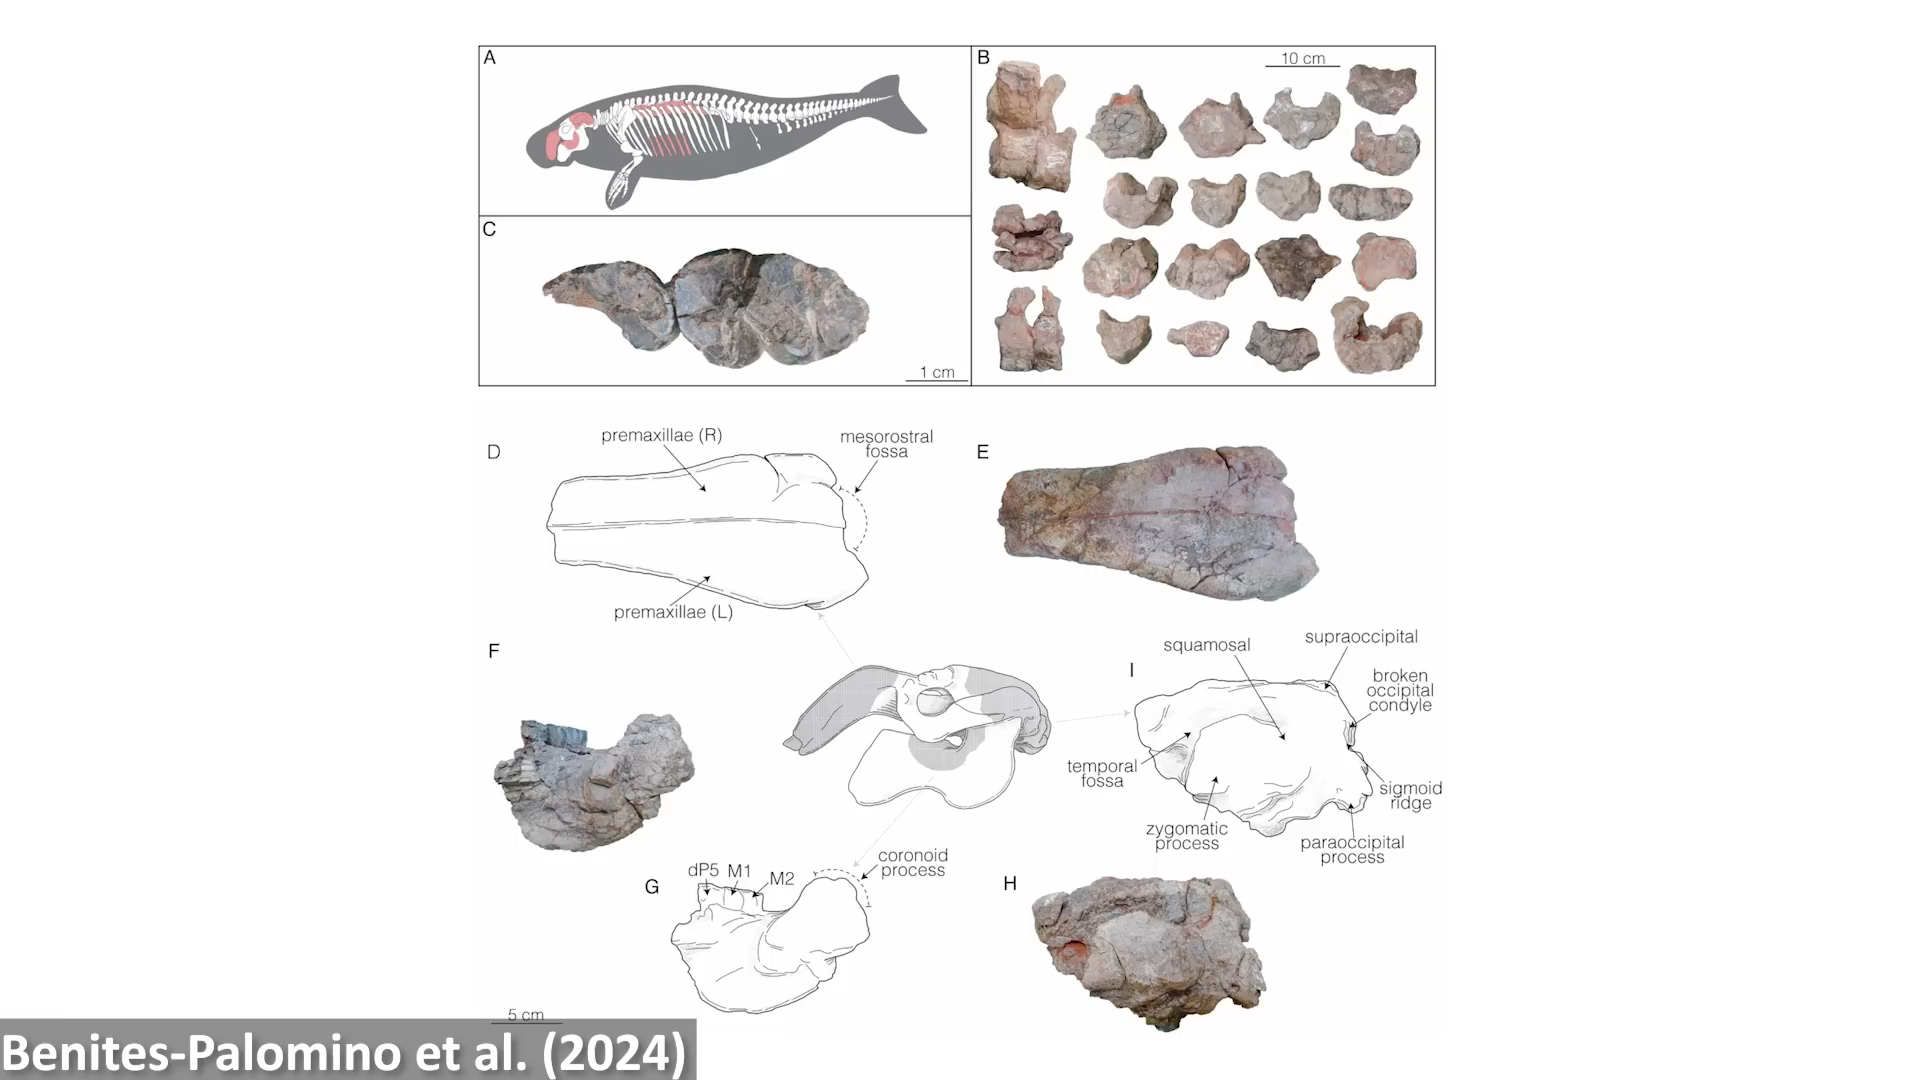 A
B
10 cm
C
1 cm
D
premaxillae (R)
mesorostral
fossa
premaxillae (L)
E
F
I
squamosal
supraoccipital
broken
occipital
condyle
temporal
fossa
sigmoid
ridge
zygomatic
process
paraoccipital
process
G
dP5
M1
M2
coronoid
process
H
5 cm
Benites-Palomino et al. (2024)